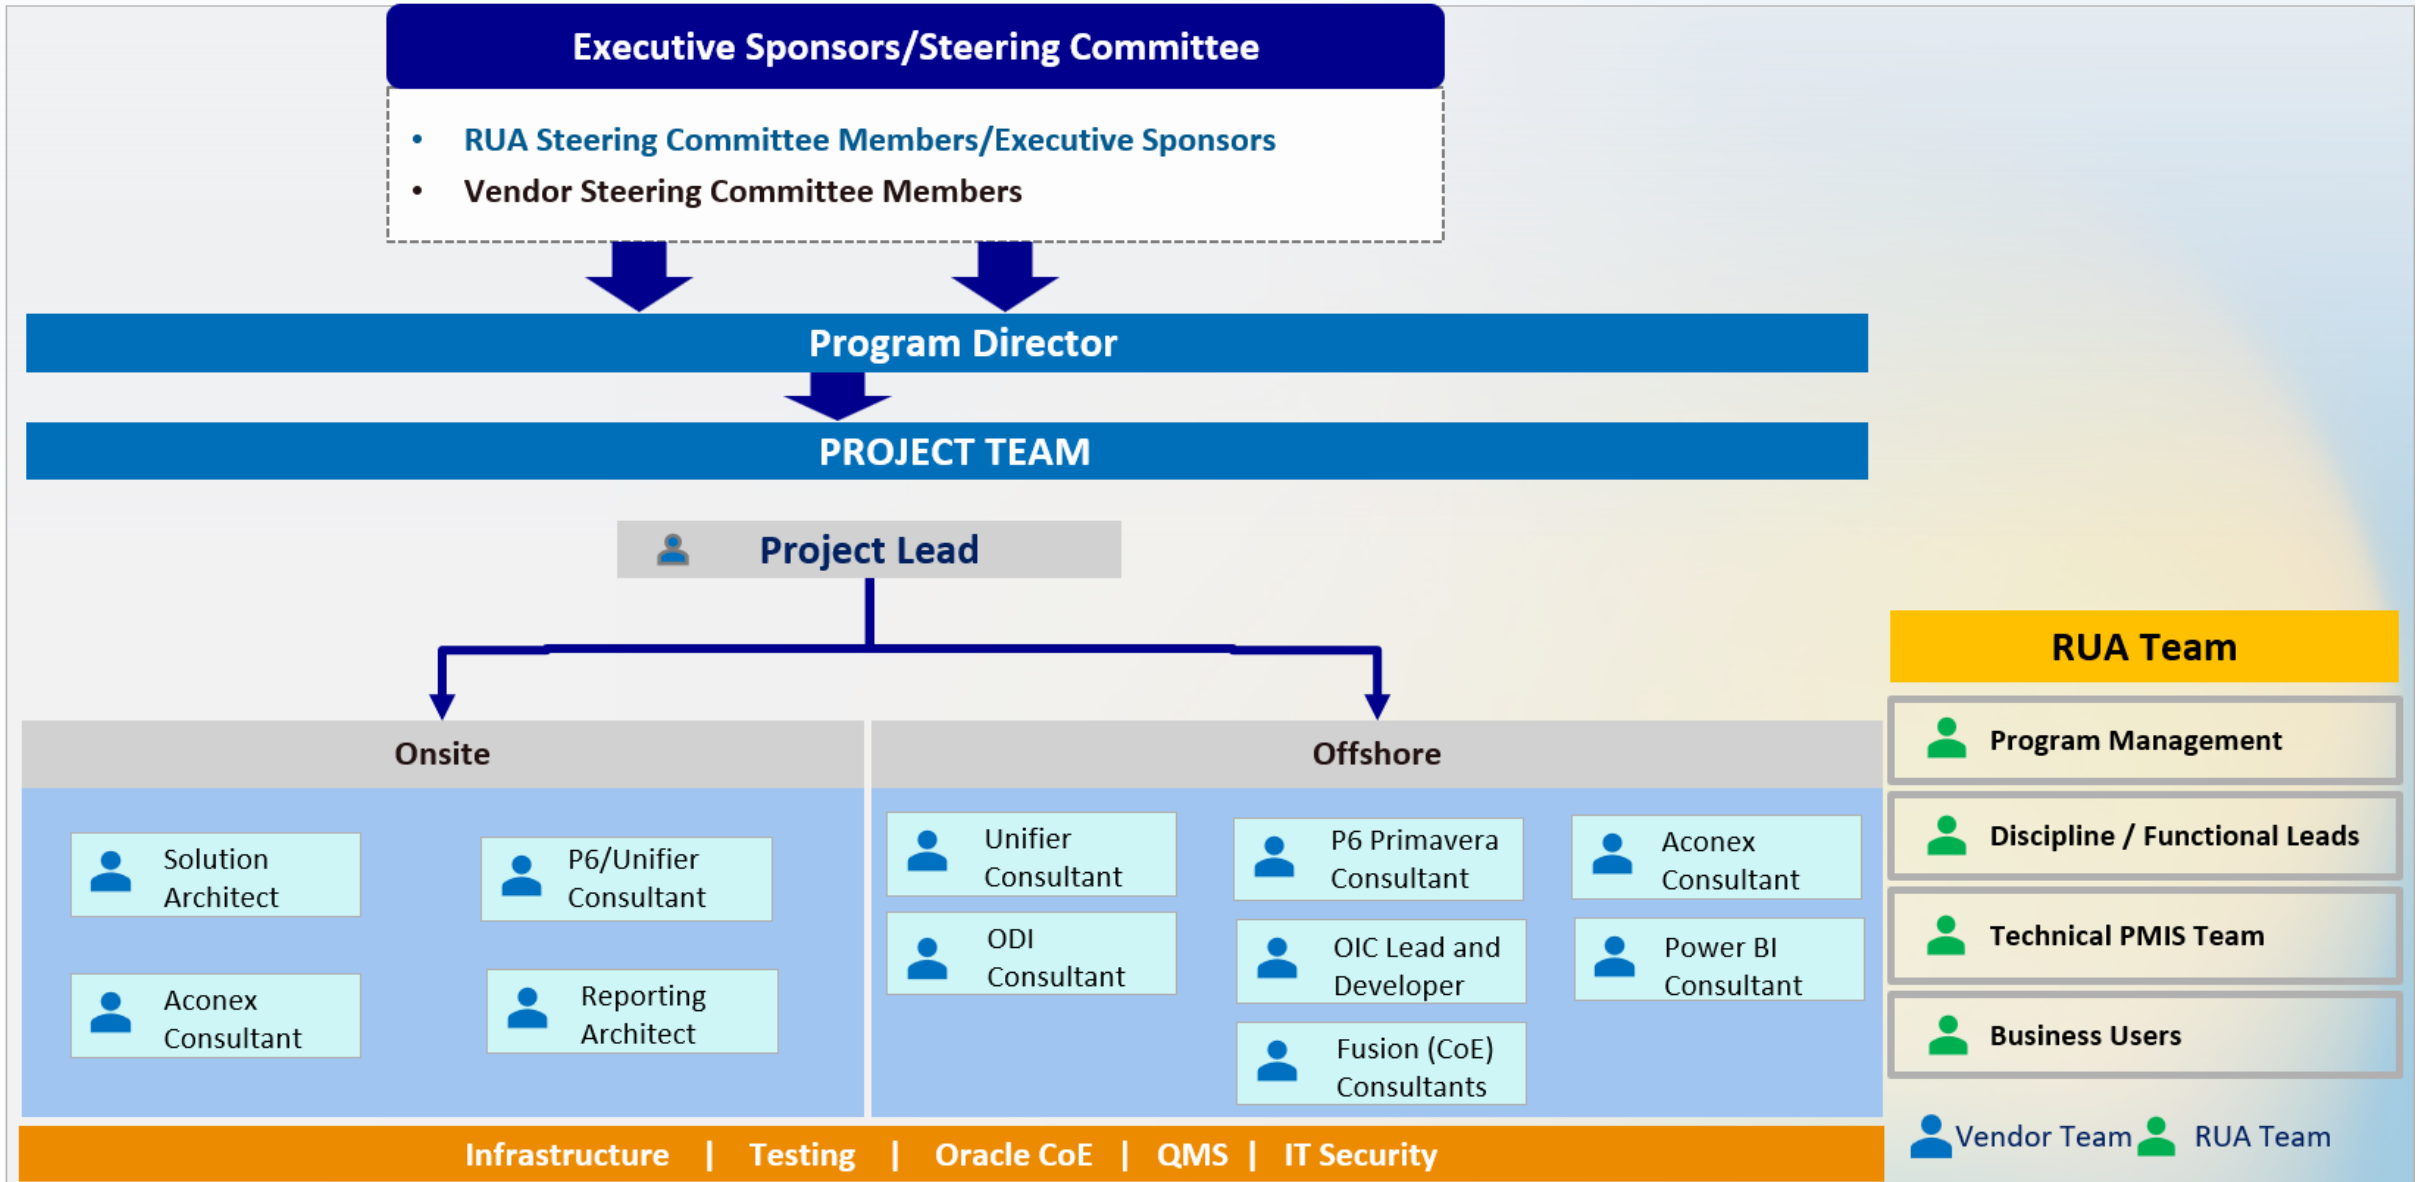 Executive Sponsors/Steering Committee
• RUA Steering Committee Members/Executive Sponsors
• Vendor Steering Committee Members
Program Director
PROJECT TEAM
Project Lead
Onsite
Solution
Architect
P6/Unifier
Consultant
Aconex
Consultant
Reporting
Architect
Offshore
Unifier
Consultant
P6 Primavera
Consultant
Aconex
Consultant
ODI
Consultant
OIC Lead and
Developer
Power BI
Consultant
Fusion (CoE)
Consultants
RUA Team
Program Management
Discipline / Functional Leads
Technical PMIS Team
Business Users
Vendor Team
RUA Team
Infrastructure | Testing | Oracle CoE | QMS | IT Security